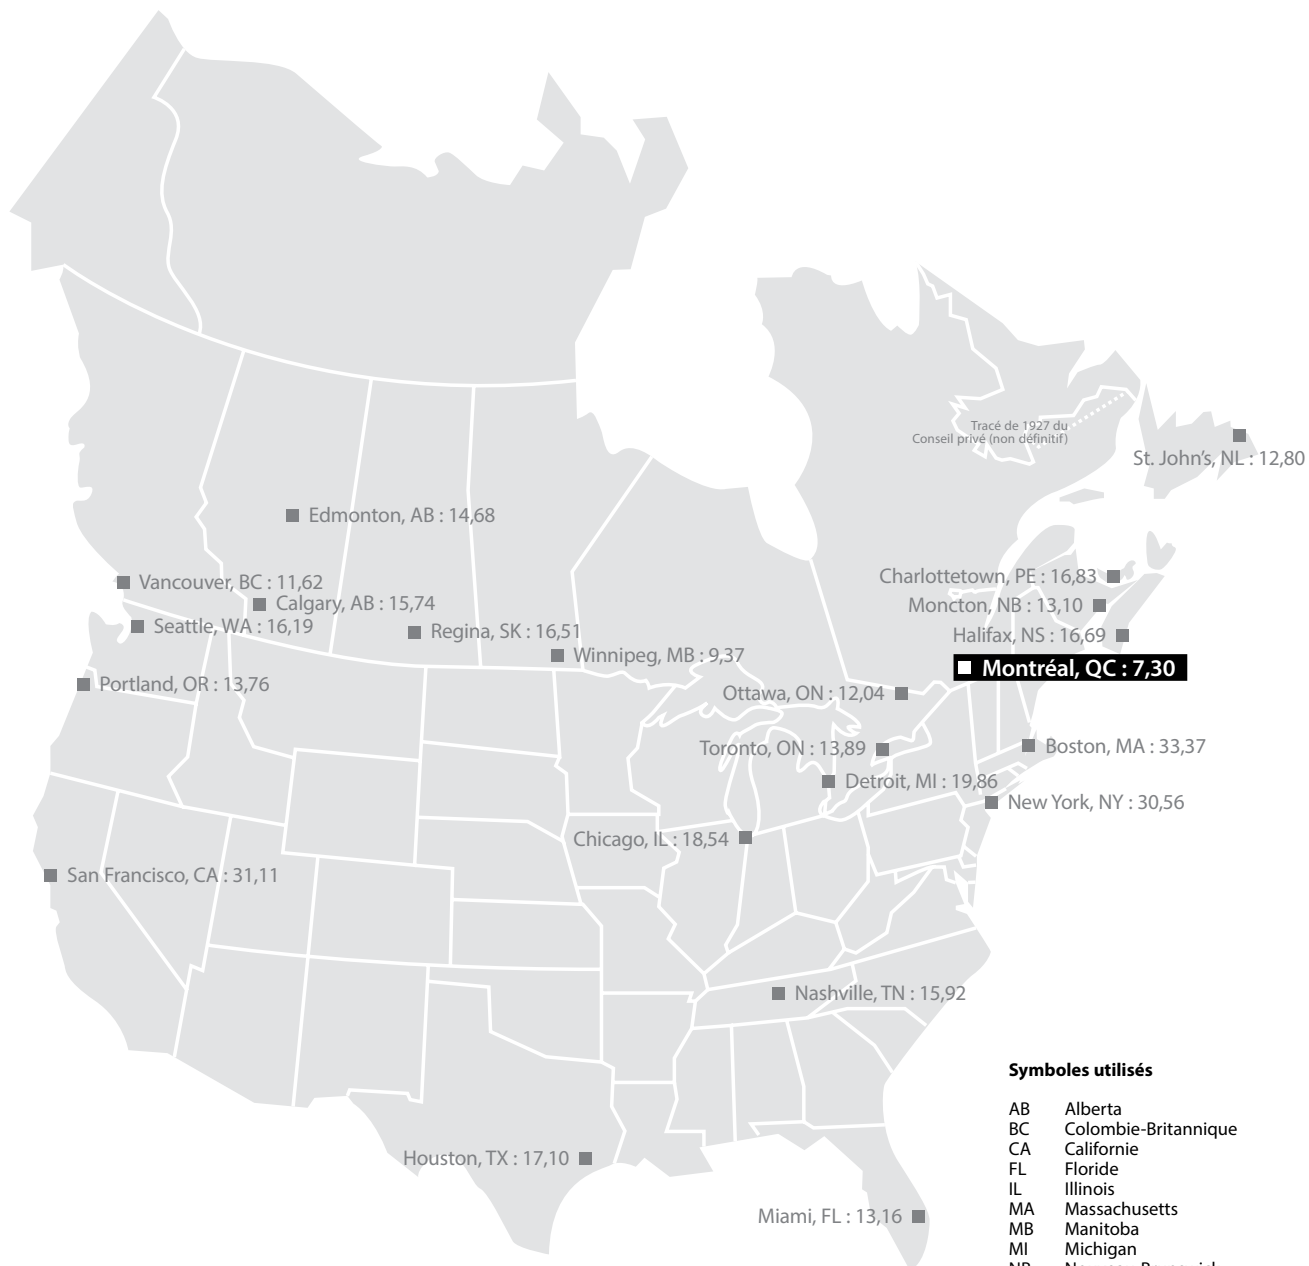 Tracé de 1927 du
Conseil privé (non définitif)
St. John's, NL : 12,80
Edmonton, AB : 14,68
Vancouver, BC : 11,62
Charlottetown, PE : 16,83
Calgary, AB : 15,74
Moncton, NB : 13,10
Seattle, WA : 16,19
Regina, SK : 16,51
Halifax, NS : 16,69
Winnipeg, MB : 9,37
Montréal, QC : 7,30
Portland, OR : 13,76
Ottawa, ON : 12,04
Toronto, ON : 13,89
Boston, MA : 33,37
Detroit, MI : 19,86
New York, NY : 30,56
Chicago, IL : 18,54
San Francisco, CA : 31,11
Nashville, TN : 15,92
Houston, TX : 17,10
Miami, FL : 13,16
Symboles utilisés
AB Alberta
BC Colombie-Britannique
CA Californie
FL Floride
IL Illinois
MA Massachusetts
MB Manitoba
MI Michigan